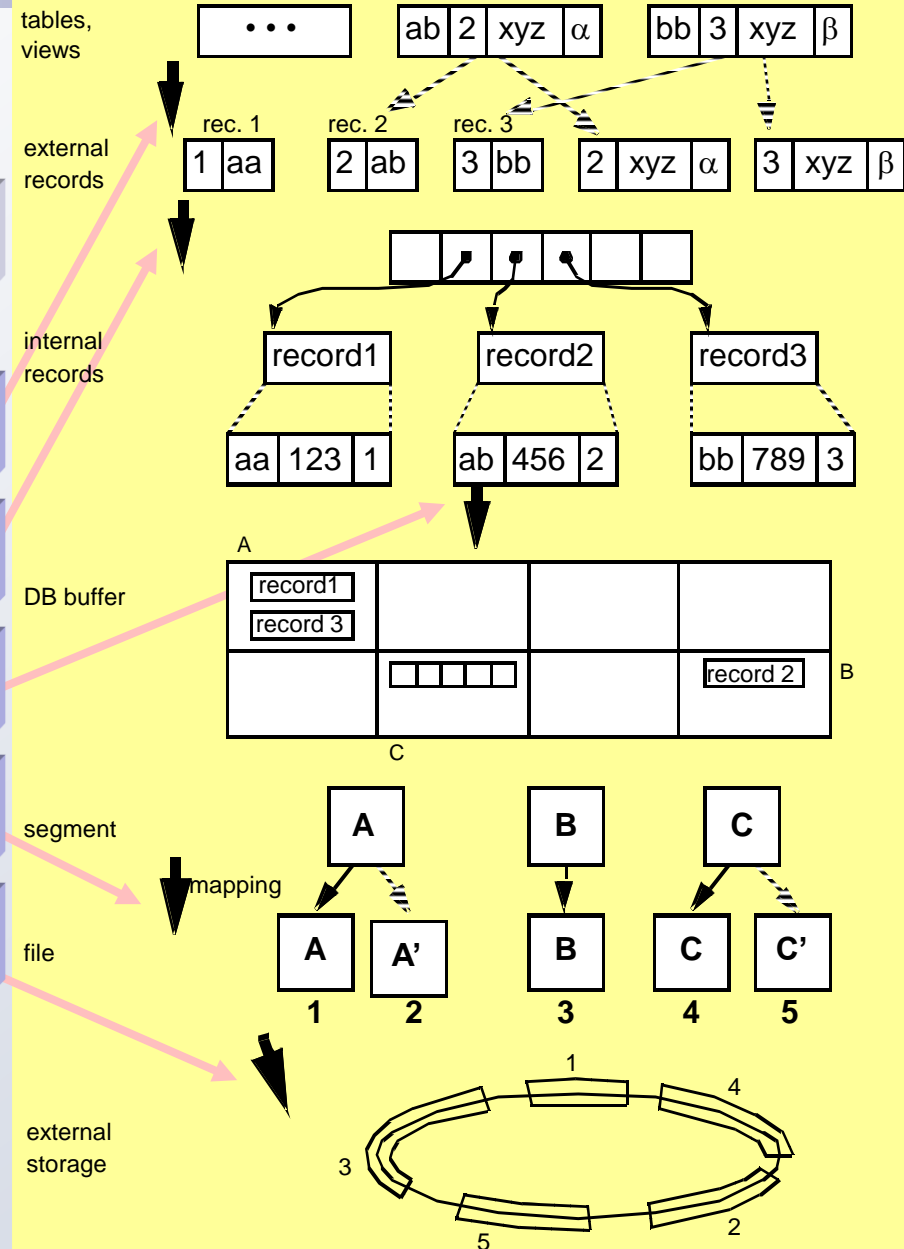 tables,
views
• • •
ab 2 xyz α
bb 3 xyz β
rec. 1
rec. 2
rec. 3
external
records
1 aa
2 ab
3 bb
2 xyz α
3 xyz β
internal
records
record1
record2
record3
aa 123 1
ab 456 2
bb 789 3
A
DB buffer
record1
record 3
record 2
B
C
segment
A
B
C
mapping
file
A
A’
B
C
C’
1
2
3
4
5
external
storage
1
4
3
2
5